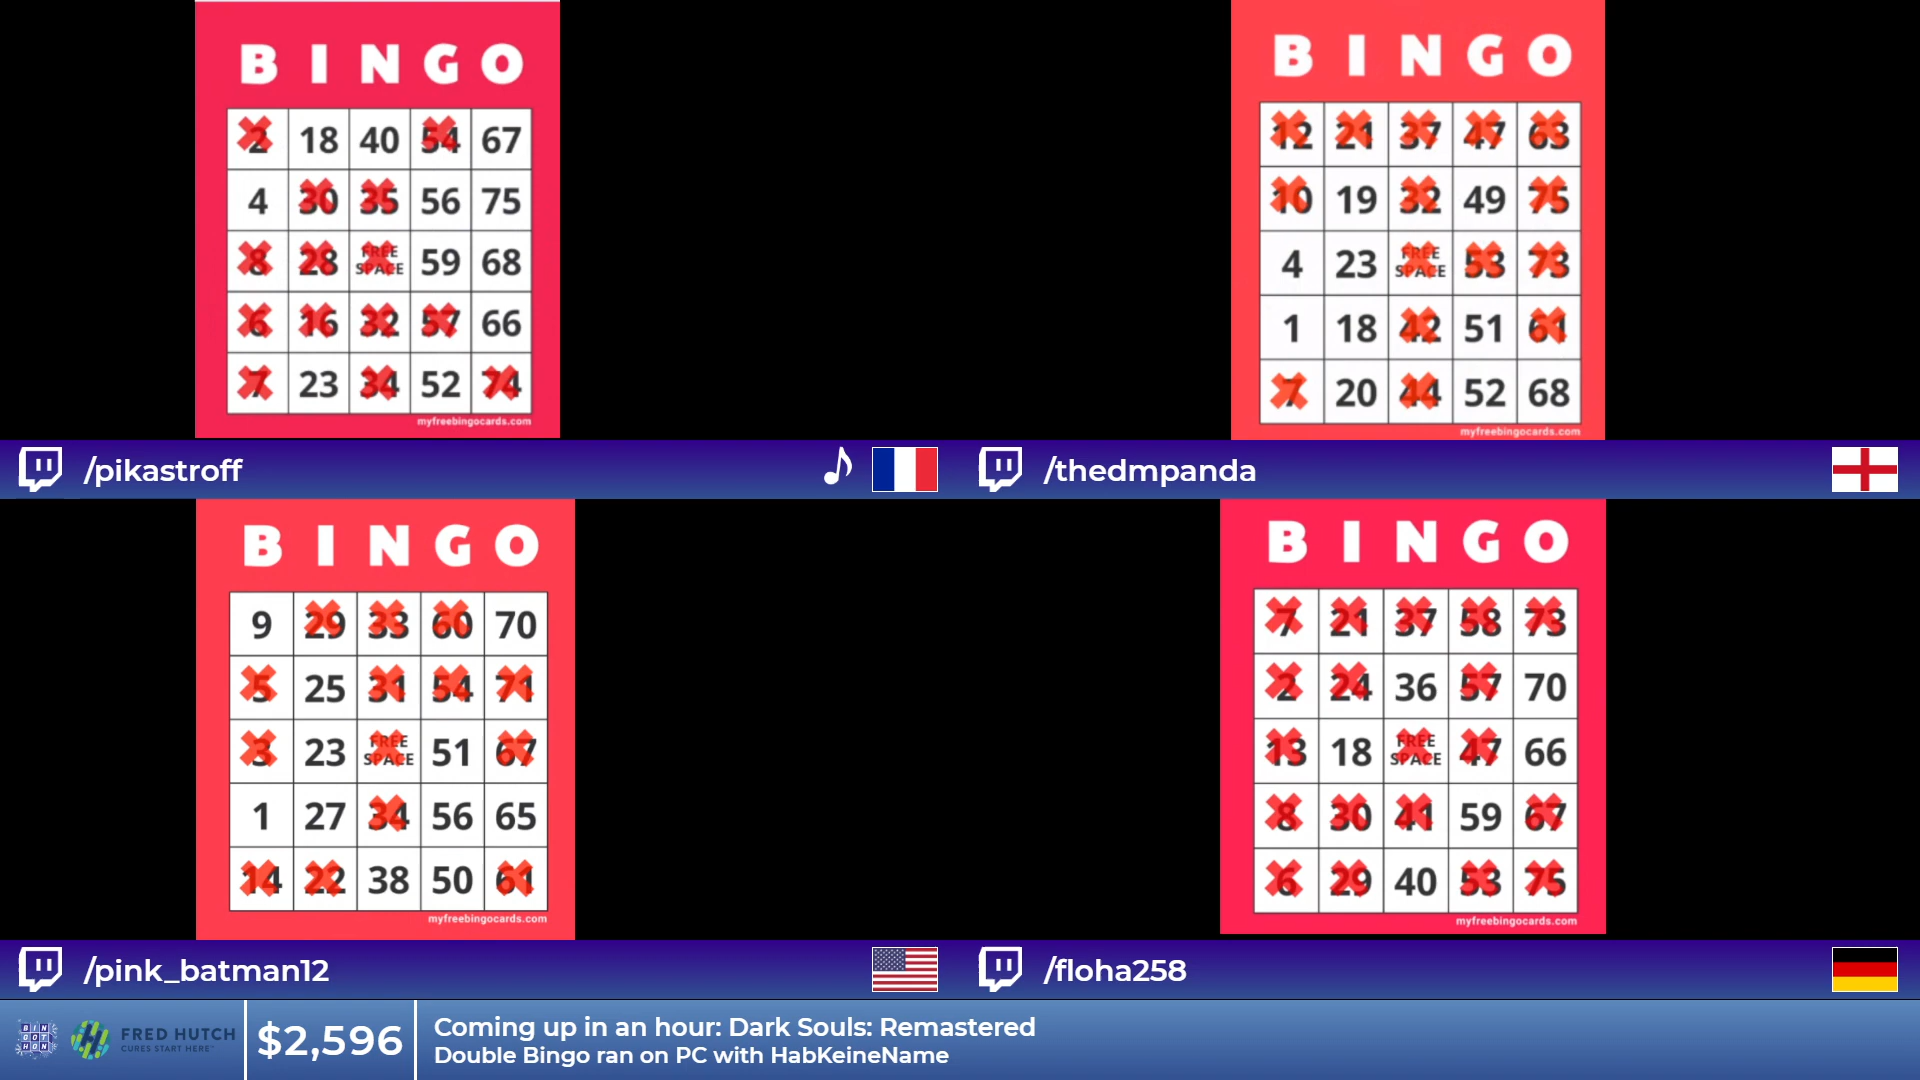 B I N G O
2 18 40 54 67
4 30 35 56 75
8 28 FREE SPACE 59 68
6 16 32 57 66
7 23 34 52 74
myfreebingocards.com
B I N G O
12 21 37 47 63
10 19 32 49 75
4 23 FREE SPACE 53 73
1 18 42 51 61
7 20 44 52 68
myfreebingocards.com
/pikastroff
/thedmpanda
B I N G O
9 29 33 60 70
5 25 31 54 71
3 23 FREE SPACE 51 67
1 27 34 56 65
14 22 38 50 61
myfreebingocards.com
B I N G O
7 21 37 58 73
2 24 36 57 70
13 18 FREE SPACE 47 66
8 30 41 59 67
6 29 40 53 75
myfreebingocards.com
/pink_batman12
/floha258
BIN
GOT
HON
FRED HUTCH
CURES START HERE™
$2,596
Coming up in an hour: Dark Souls: Remastered
Double Bingo ran on PC with HabKeineName